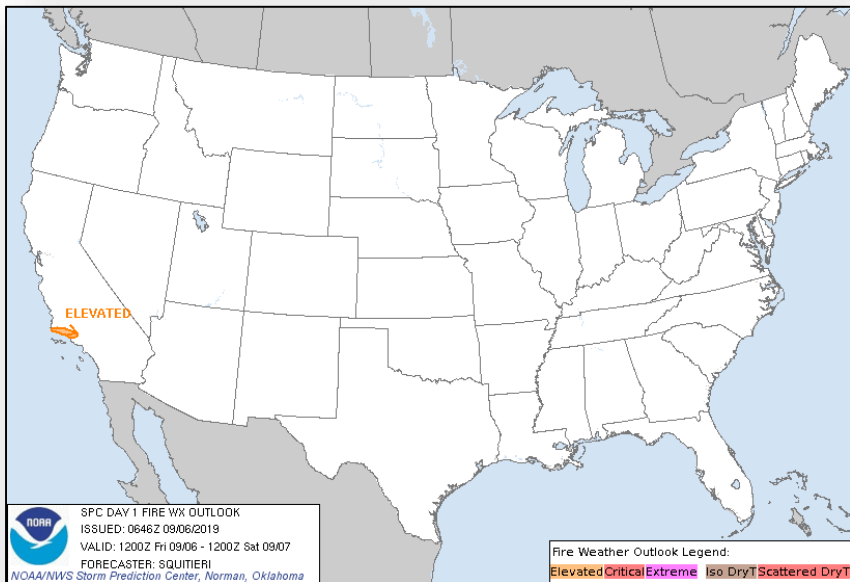 ELEVATED
NOAA
SPC DAY 1 FIRE WX OUTLOOK
ISSUED: 0646Z 09/06/2019
VALID: 1200Z Fri 09/06 - 1200Z Sat 09/07
FORECASTER: SQUITIERI
NOAA/NWS Storm Prediction Center, Norman, Oklahoma
Fire Weather Outlook Legend:
Elevated Critical Extreme Iso DryT Scattered DryT